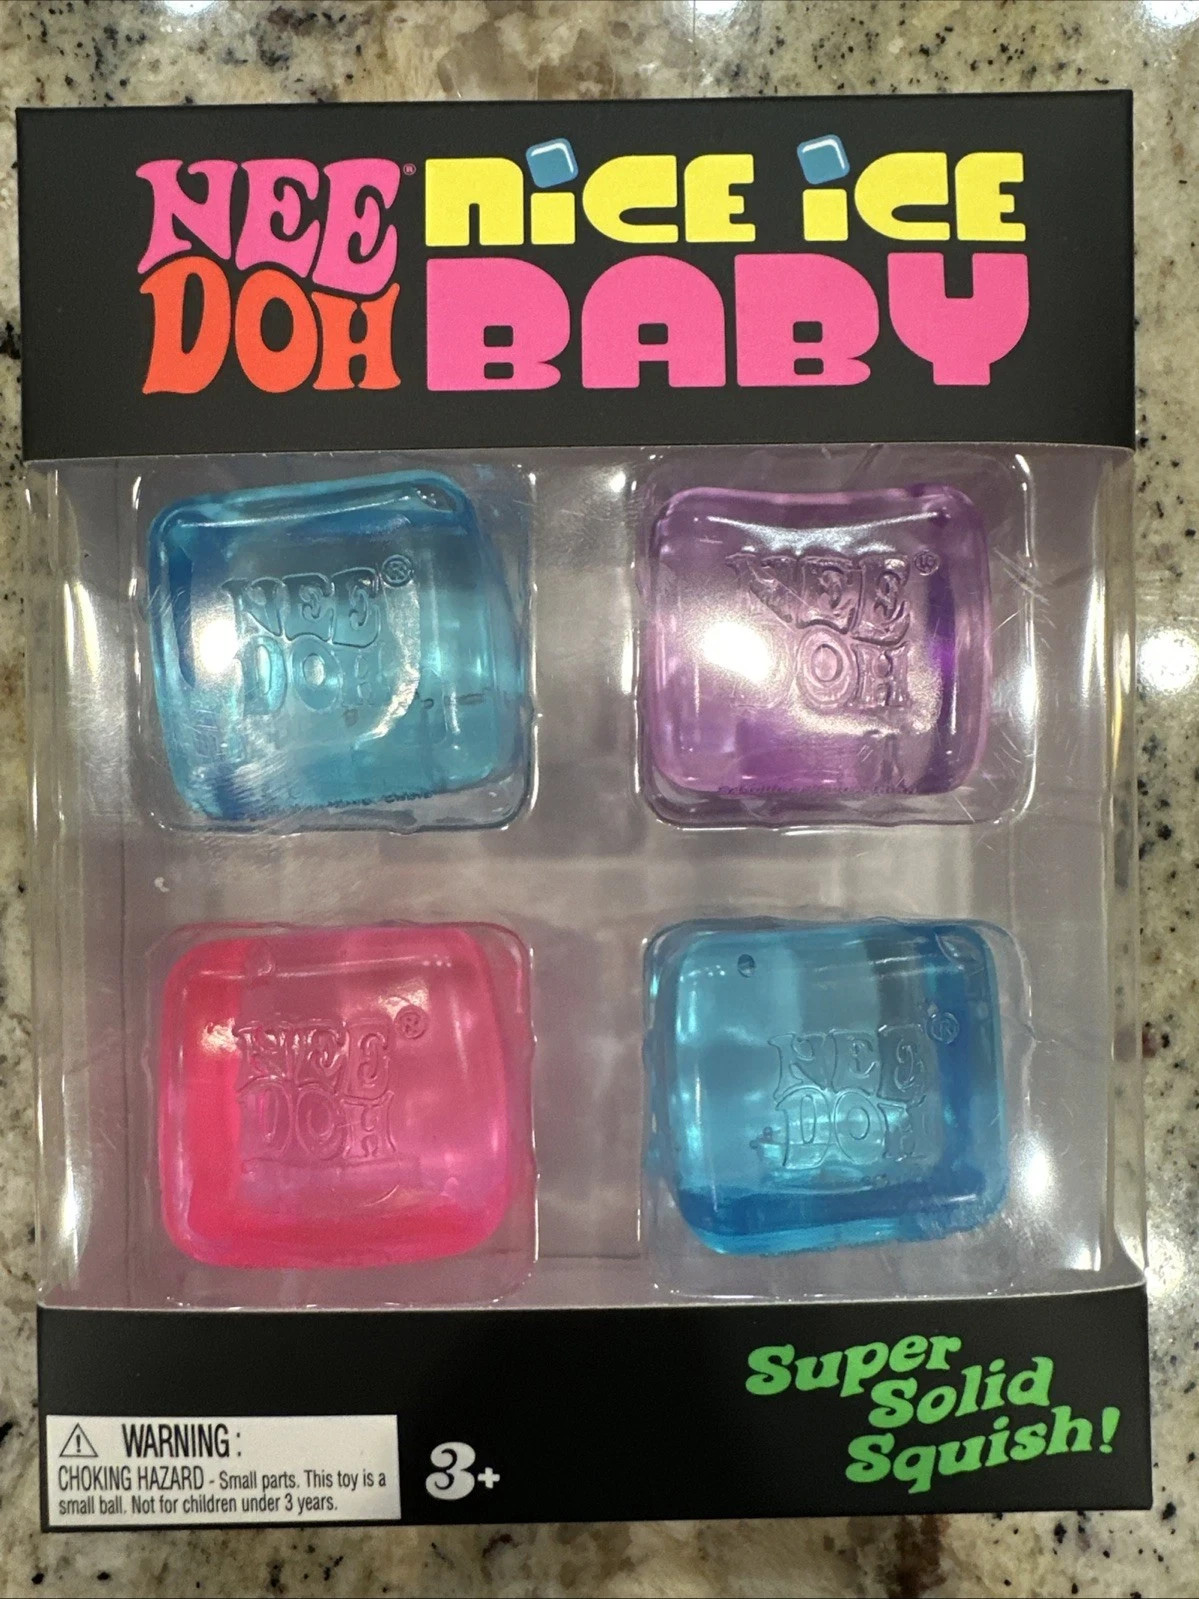 NEE® NiCE iCE
DOH BABY
NEE®
DOH
NEE®
DOH
NEE®
DOH
NEE®
DOH
Super
Solid
Squish!
WARNING:
CHOKING HAZARD - Small parts. This toy is a
small ball. Not for children under 3 years.
3+